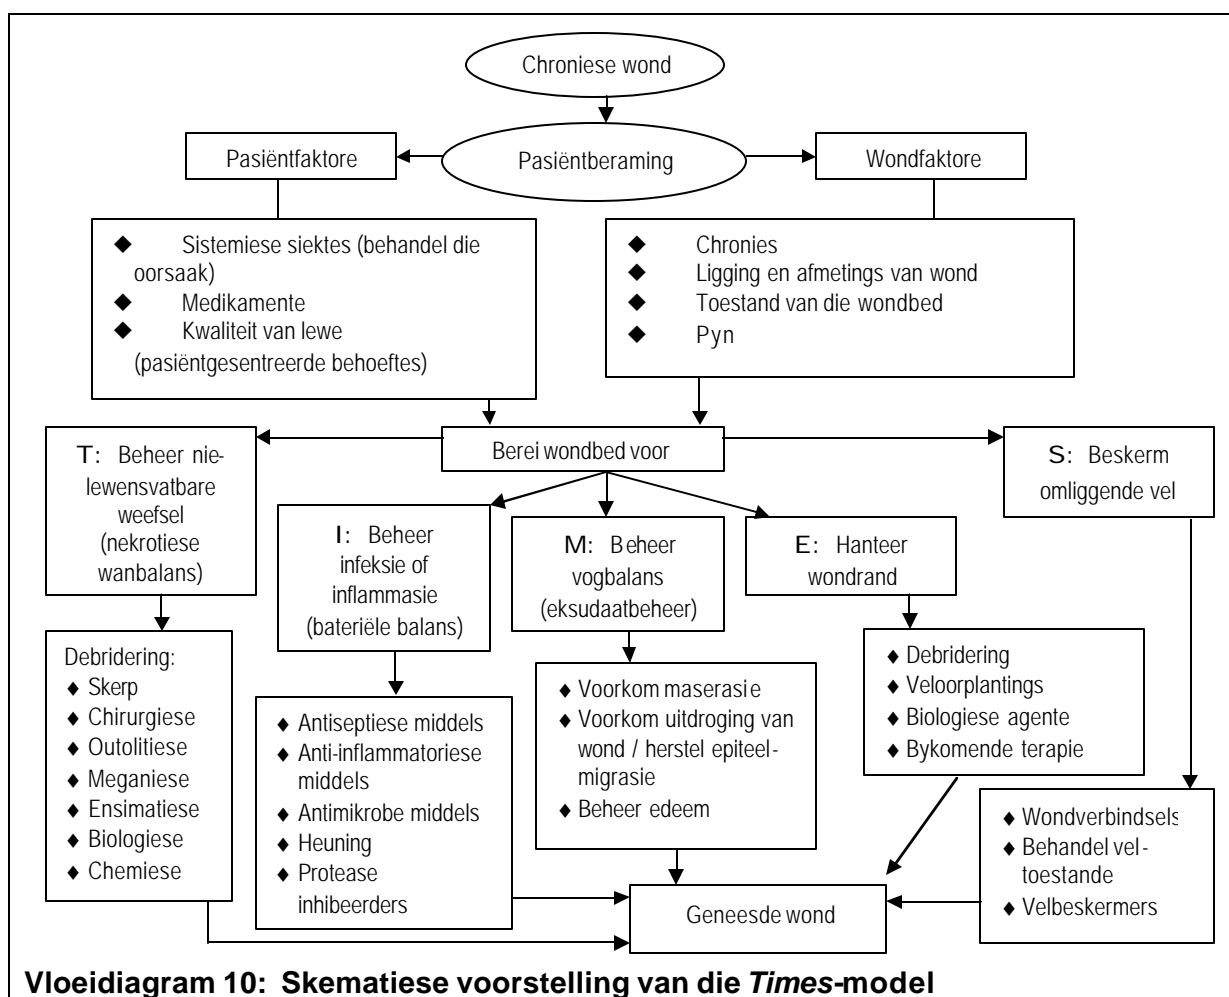 Chroniese wond
Pasiëntberaming
Pasiëntfaktore
Wondfaktore
◆ Sistemiese siektes (behandel die
oorsaak)
◆ Medikamente
◆ Kwaliteit van lewe
(pasiëntgesentreerde behoeftes)
◆ Chronies
◆ Ligging en afmetings van wond
◆ Toestand van die wondbed
◆ Pyn
Berei wondbed voor
T: Beheer nie-
lewensvatbare
weefsel
(nekrotiese
wanbalans)
I: Beheer
infeksie of
inflammasie
(bateriële balans)
M: Beheer
vogbalans
(eksudaatbeheer)
E: Hanteer
wondrand
S: Beskerm
omliggende vel
Debridering:
♦ Skerp
♦ Chirurgiese
♦ Outolitiese
♦ Meganiese
♦ Ensimatiese
♦ Biologiese
♦ Chemiese
♦ Antiseptiese middels
♦ Anti-inflammatoriese
middels
♦ Antimikrobe middels
♦ Heuning
♦ Protease
inhibeerders
♦ Voorkom maserasie
♦ Voorkom uitdroging van
wond / herstel epiteel-
migrasie
♦ Beheer edeem
♦ Debridering
♦ Veloorplantings
♦ Biologiese agente
♦ Bykomende terapie
♦ Wondverbindsels
♦ Behandel vel-
toestande
♦ Velbeskermers
Geneesde wond
Vloeidiagram 10: Skematiese voorstelling van die Times-model